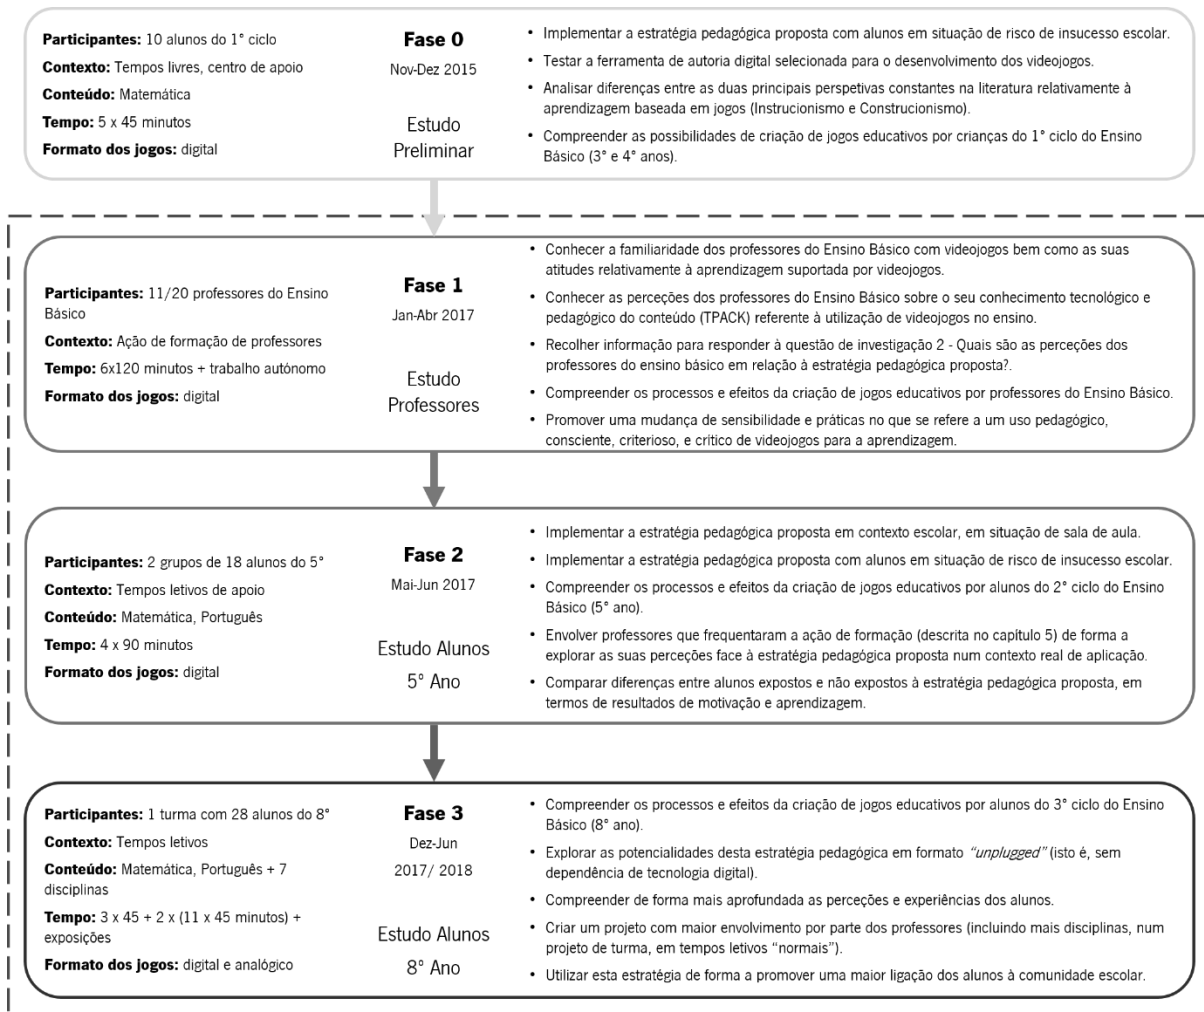 Participantes: 10 alunos do 1° ciclo
Contexto: Tempos livres, centro de apoio
Conteúdo: Matemática
Tempo: 5 x 45 minutos
Formato dos jogos: digital
Fase 0
Nov-Dez 2015
Estudo
Preliminar
• Implementar a estratégia pedagógica proposta com alunos em situação de risco de insucesso escolar.
• Testar a ferramenta de autoria digital selecionada para o desenvolvimento dos videojogos.
• Analisar diferenças entre as duas principais perspetivas constantes na literatura relativamente à
aprendizagem baseada em jogos (Instrucionismo e Construcionismo).
• Compreender as possibilidades de criação de jogos educativos por crianças do 1° ciclo do Ensino
Básico (3° e 4° anos).
Participantes: 11/20 professores do Ensino
Básico
Contexto: Ação de formação de professores
Tempo: 6x120 minutos + trabalho autónomo
Formato dos jogos: digital
Fase 1
Jan-Abr 2017
Estudo
Professores
• Conhecer a familiaridade dos professores do Ensino Básico com videojogos bem como as suas
atitudes relativamente à aprendizagem suportada por videojogos.
• Conhecer as perceções dos professores do Ensino Básico sobre o seu conhecimento tecnológico e
pedagógico do conteúdo (TPACK) referente à utilização de videojogos no ensino.
• Recolher informação para responder à questão de investigação 2 - Quais são as perceções dos
professores do ensino básico em relação à estratégia pedagógica proposta?.
• Compreender os processos e efeitos da criação de jogos educativos por professores do Ensino Básico.
• Promover uma mudança de sensibilidade e práticas no que se refere a um uso pedagógico,
consciente, criterioso, e crítico de videojogos para a aprendizagem.
Participantes: 2 grupos de 18 alunos do 5°
Contexto: Tempos letivos de apoio
Conteúdo: Matemática, Português
Tempo: 4 x 90 minutos
Formato dos jogos: digital
Fase 2
Mai-Jun 2017
Estudo Alunos
5° Ano
• Implementar a estratégia pedagógica proposta em contexto escolar, em situação de sala de aula.
• Implementar a estratégia pedagógica proposta com alunos em situação de risco de insucesso escolar.
• Compreender os processos e efeitos da criação de jogos educativos por alunos do 2° ciclo do Ensino
Básico (5° ano).
• Envolver professores que frequentaram a ação de formação (descrita no capítulo 5) de forma a
explorar as suas perceções face à estratégia pedagógica proposta num contexto real de aplicação.
• Comparar diferenças entre alunos expostos e não expostos à estratégia pedagógica proposta, em
termos de resultados de motivação e aprendizagem.
Participantes: 1 turma com 28 alunos do 8°
Contexto: Tempos letivos
Conteúdo: Matemática, Português + 7
disciplinas
Tempo: 3 x 45 + 2 x (11 x 45 minutos) +
exposições
Formato dos jogos: digital e analógico
Fase 3
Dez-Jun
2017/ 2018
Estudo Alunos
8° Ano
• Compreender os processos e efeitos da criação de jogos educativos por alunos do 3° ciclo do Ensino
Básico (8° ano).
• Explorar as potencialidades desta estratégia pedagógica em formato “unplugged” (isto é, sem
dependência de tecnologia digital).
• Compreender de forma mais aprofundada as perceções e experiências dos alunos.
• Criar um projeto com maior envolvimento por parte dos professores (incluindo mais disciplinas, num
projeto de turma, em tempos letivos “normais”).
• Utilizar esta estratégia de forma a promover uma maior ligação dos alunos à comunidade escolar.